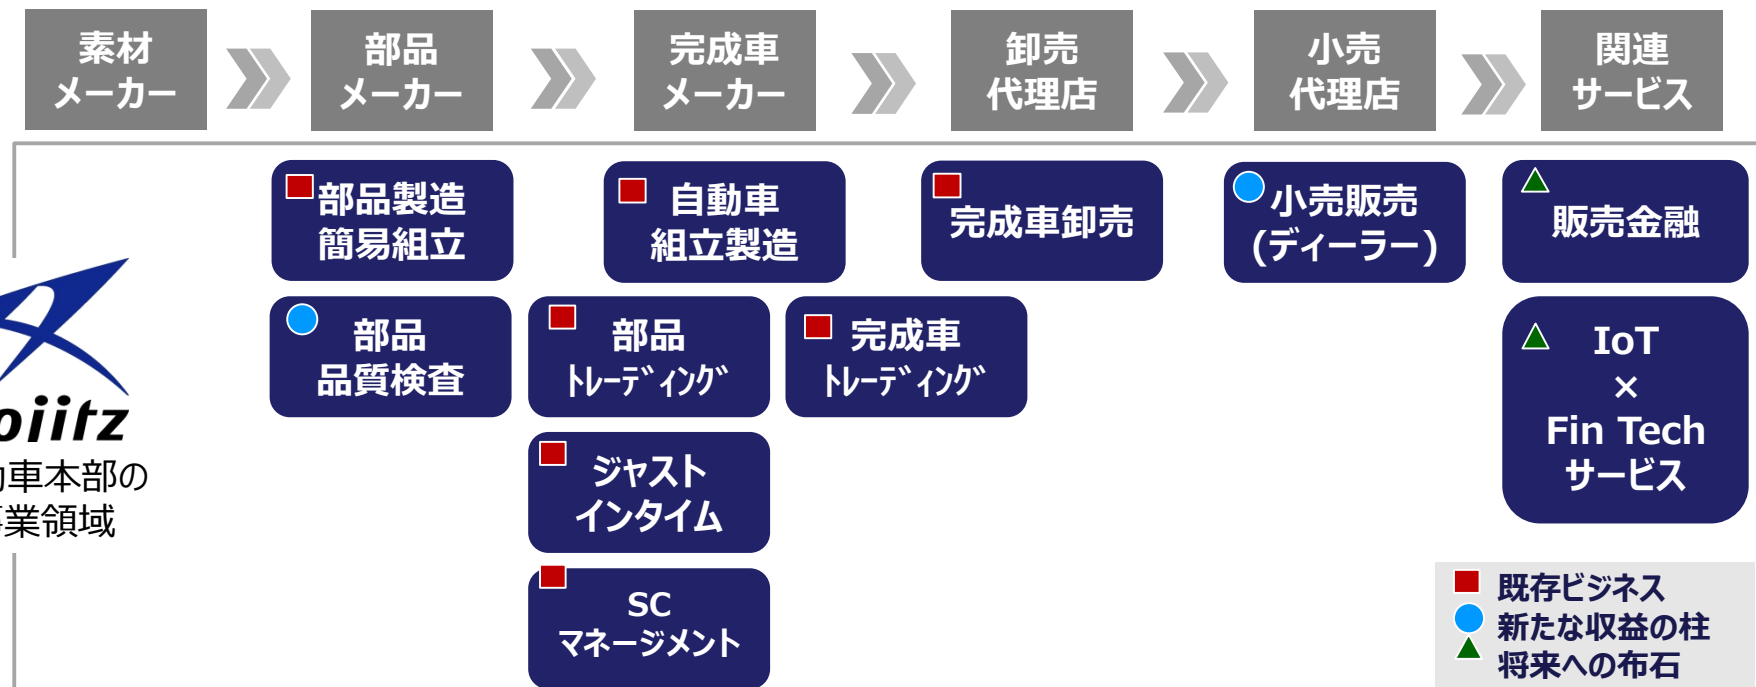 素材
メーカー
部品
メーカー
完成車
メーカー
卸売
代理店
小売
代理店
関連
サービス
部品製造
簡易組立
自動車
組立製造
完成車卸売
小売販売
(ディーラー)
販売金融
部品
品質検査
部品
ﾄﾚｰﾃﾞｨﾝｸﾞ
完成車
ﾄﾚｰﾃﾞｨﾝｸﾞ
IoT
×
Fin Tech
サービス
ojitz
車本部の
業領域
ジャスト
インタイム
SC
マネージメント
既存ビジネス
新たな収益の柱
将来への布石